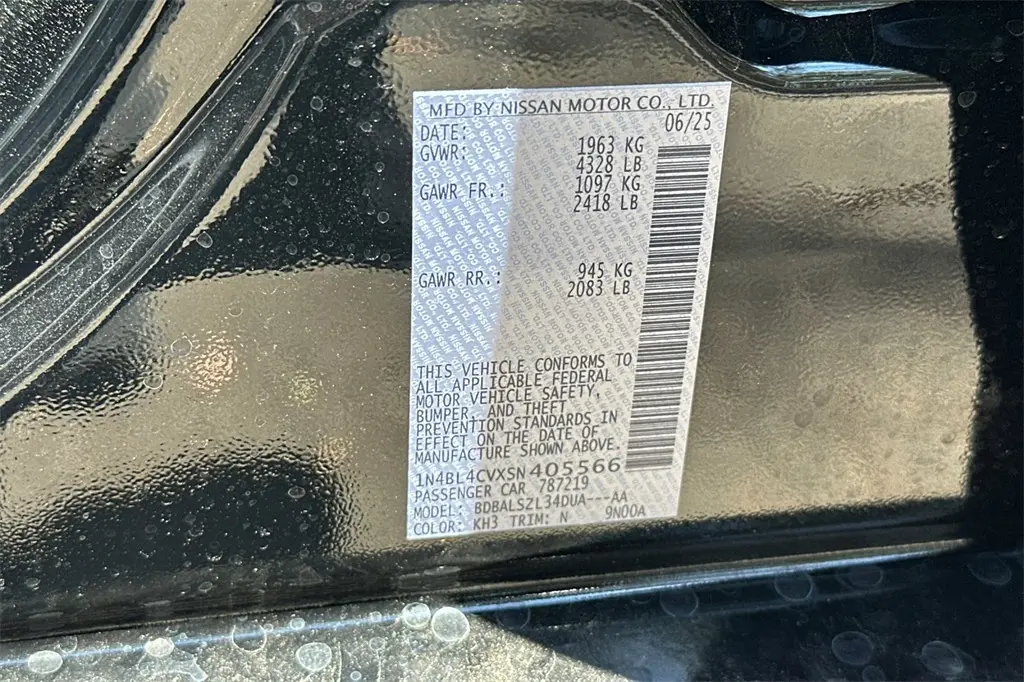 MFD BY NISSAN MOTOR CO., LTD.
DATE: 06/25
GVWR: 1963 KG
4328 LB
GAWR FR.: 1097 KG
2418 LB
GAWR RR.: 945 KG
2083 LB
THIS VEHICLE CONFORMS TO
ALL APPLICABLE FEDERAL
MOTOR VEHICLE SAFETY,
BUMPER, AND THEFT
PREVENTION STANDARDS IN
EFFECT ON THE DATE OF
MANUFACTURE SHOWN ABOVE.
1N4BL4CVXSN405566
PASSENGER CAR 787219
MODEL: BDBALSZL34DUA---AA
COLOR: KH3 TRIM: N 9N00A